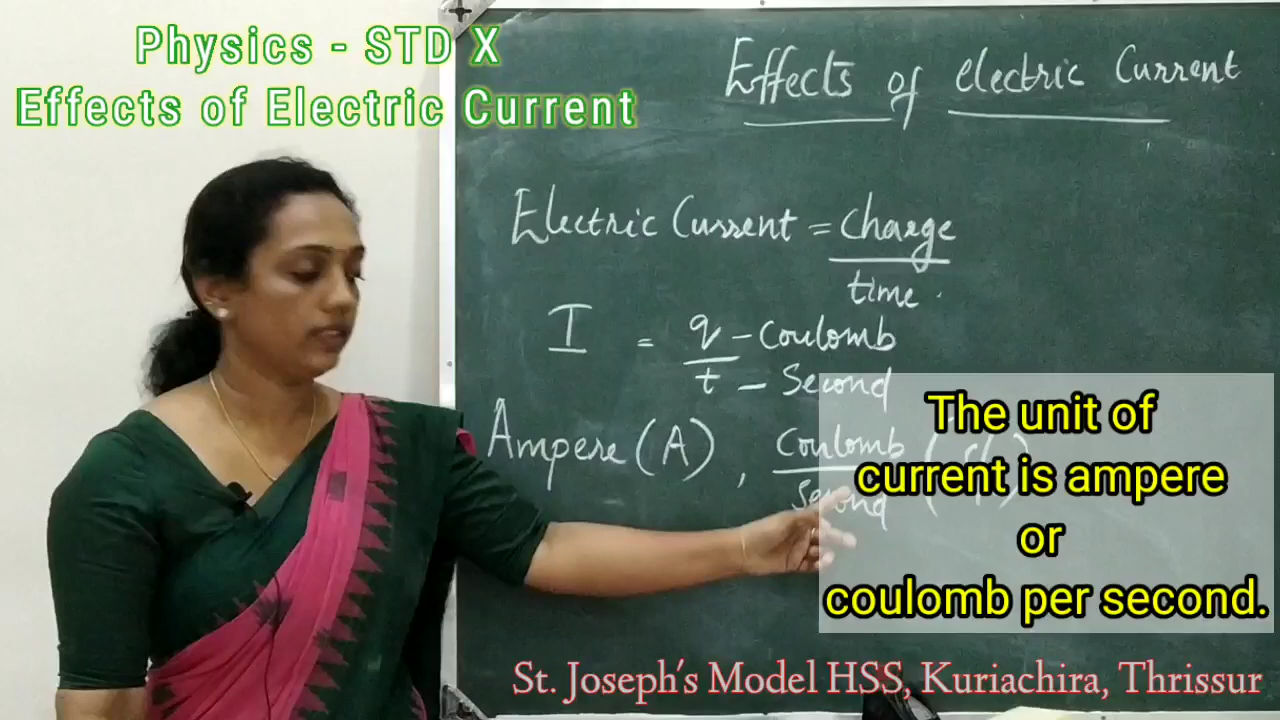 Physics - STD X
Effects of Electric Current
Effects of electric Current
Electric Current = charge
time
I = q - Coulomb
t - Second
Ampere (A), Coulomb
Second
The unit of
current is ampere
or
coulomb per second.
St. Joseph's Model HSS, Kuriachira, Thrissur